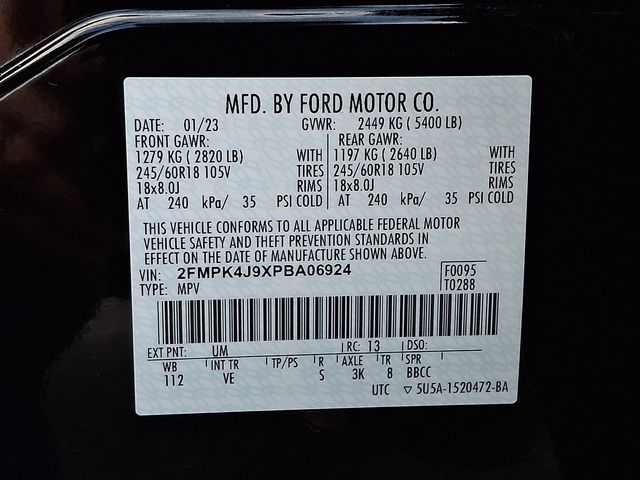 MFD. BY FORD MOTOR CO.
DATE: 01/23 GVWR: 2449 KG ( 5400 LB)
FRONT GAWR: REAR GAWR:
1279 KG ( 2820 LB) WITH 1197 KG ( 2640 LB) WITH
245/60R18 105V TIRES 245/60R18 105V TIRES
18x8.0J RIMS 18x8.0J RIMS
AT 240 kPa/ 35 PSI COLD AT 240 kPa/ 35 PSI COLD
THIS VEHICLE CONFORMS TO ALL APPLICABLE FEDERAL MOTOR
VEHICLE SAFETY AND THEFT PREVENTION STANDARDS IN
EFFECT ON THE DATE OF MANUFACTURE SHOWN ABOVE.
VIN: 2FMPK4J9XPBA06924 F0095
TYPE: MPV T0288
EXT PNT: UM RC: 13 DSO:
WB INT TR TP/PS R AXLE TR SPR
112 VE S 3K 8 BBCC
UTC ▽ 5U5A-1520472-BA